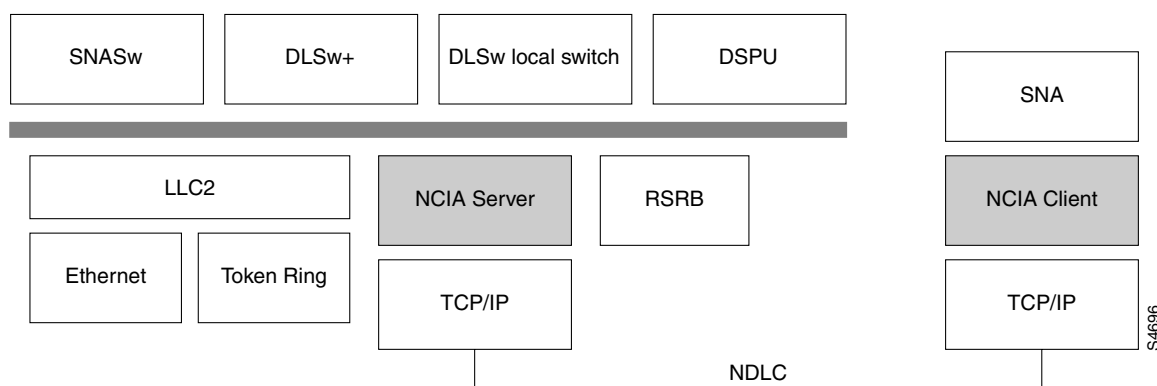 SNASw
DLSw+
DLSw local switch
DSPU
SNA
LLC2
NCIA Server
RSRB
NCIA Client
Ethernet
Token Ring
TCP/IP
TCP/IP
S4696
NDLC